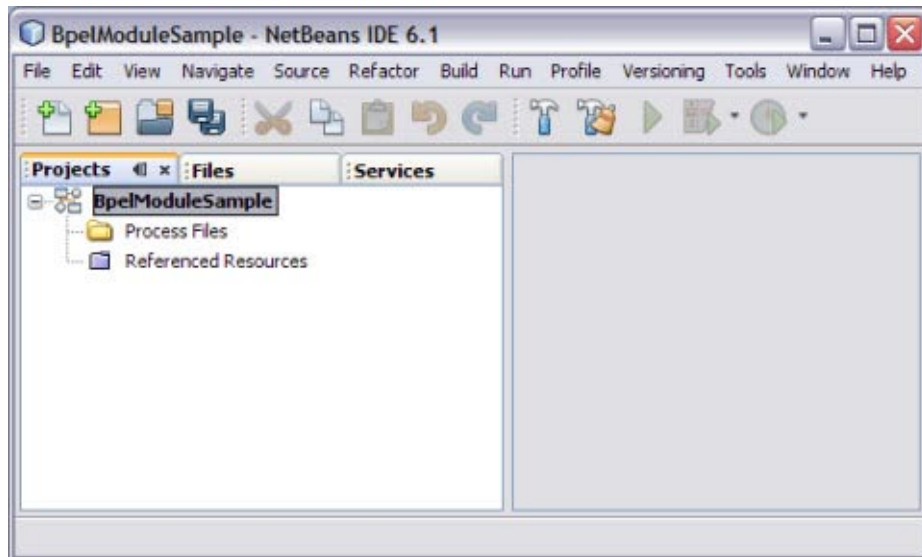 BpelModuleSample - NetBeans IDE 6.1
File Edit View Navigate Source Refactor Build Run Profile Versioning Tools Window Help
Projects Files Services
BpelModuleSample
Process Files
Referenced Resources